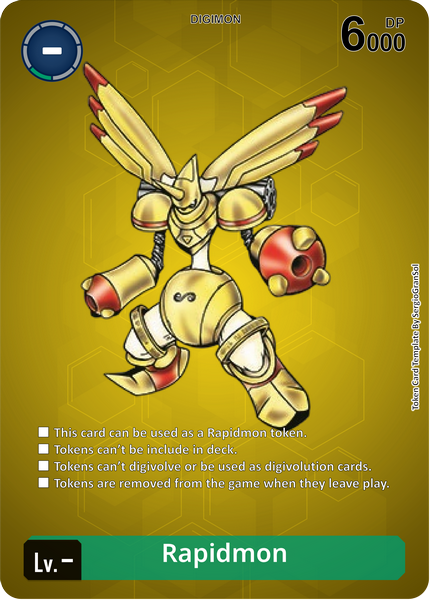 DIGIMON
DP
6000
-
■ This card can be used as a Rapidmon token.
■ Tokens can't be include in deck.
■ Tokens can't digivolve or be used as digivolution cards.
■ Tokens are removed from the game when they leave play.
Token Card Template By SergioGranSol
Lv.-
Rapidmon